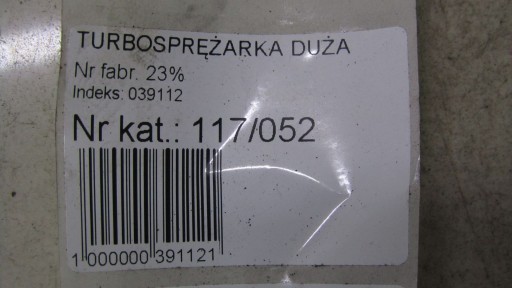 TURBOSPRĘŻARKA DUŻA
Nr fabr. 23%
Indeks: 039112
Nr kat.: 117/052
1 000000 391121